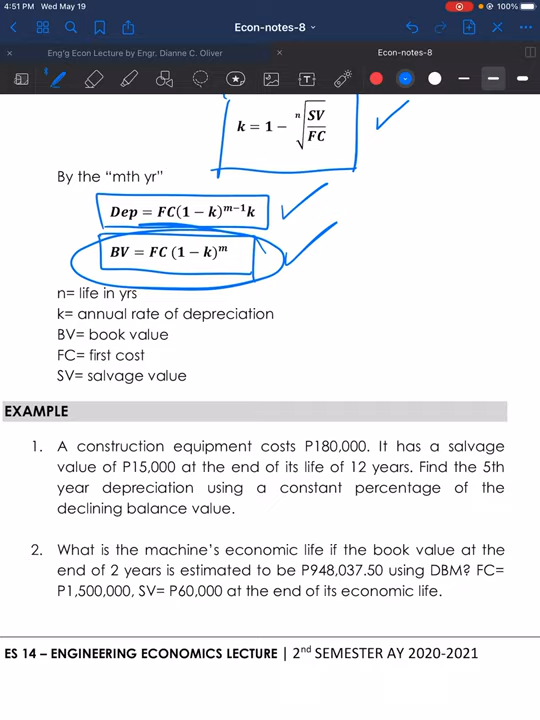 4:51 PM Wed May 19
100%
Econ-notes-8
Eng'g Econ Lecture by Engr. Dianne C. Oliver
Econ-notes-8
k = 1 − ⁿ√(SV/FC)
By the “mth yr”
Dep = FC(1 − k)ᵐ⁻¹k
BV = FC (1 − k)ᵐ
n= life in yrs
k= annual rate of depreciation
BV= book value
FC= first cost
SV= salvage value
EXAMPLE
1. A construction equipment costs P180,000. It has a salvage
value of P15,000 at the end of its life of 12 years. Find the 5th
year depreciation using a constant percentage of the
declining balance value.
2. What is the machine’s economic life if the book value at the
end of 2 years is estimated to be P948,037.50 using DBM? FC=
P1,500,000, SV= P60,000 at the end of its economic life.
ES 14 – ENGINEERING ECONOMICS LECTURE | 2nd SEMESTER AY 2020-2021